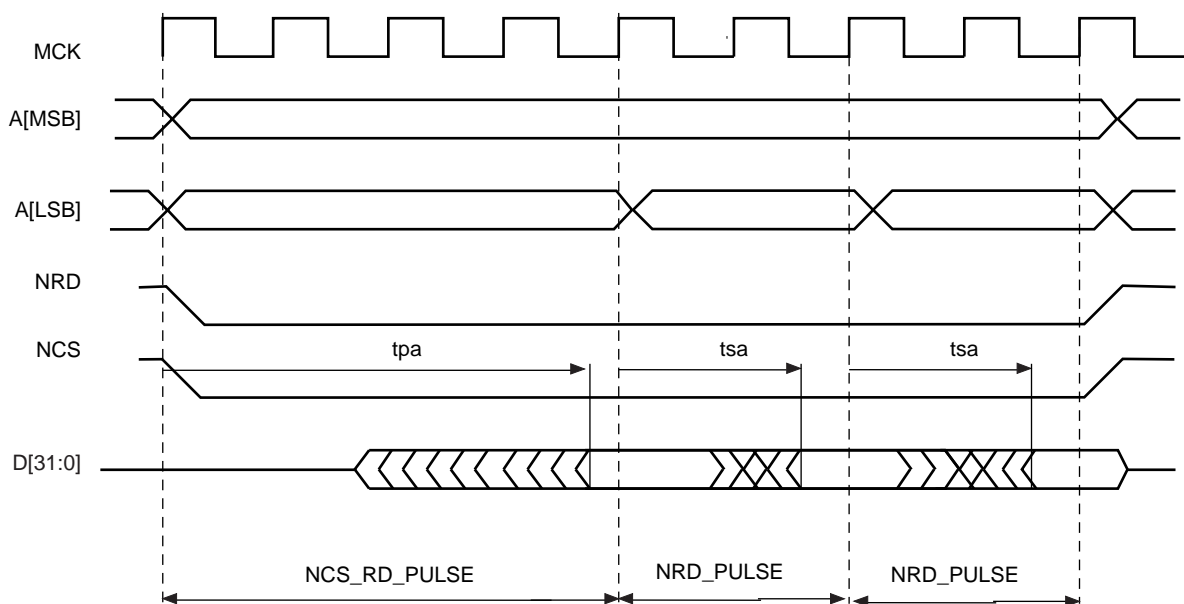 MCK
A[MSB]
A[LSB]
NRD
NCS
tpa
tsa
tsa
D[31:0]
NCS_RD_PULSE
NRD_PULSE
NRD_PULSE